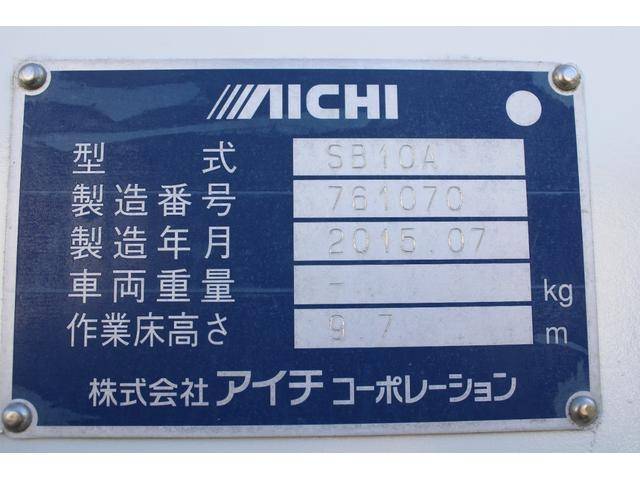 AICHI
型式 SB10A
製造番号 761070
製造年月 2015.07
車両重量 - kg
作業床高さ 9.7 m
株式会社アイチコーポレーション